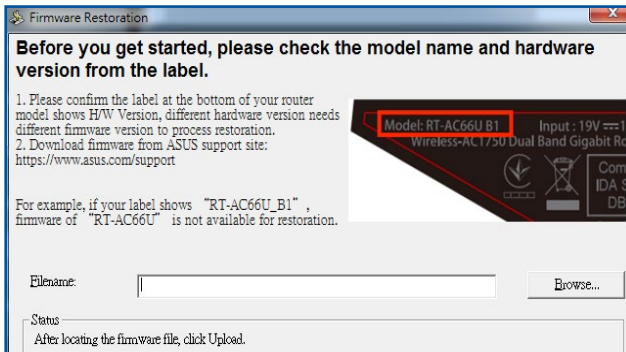 Firmware Restoration
Before you get started, please check the model name and hardware
version from the label.
1. Please confirm the label at the bottom of your router
model shows H/W Version, different hardware version needs
different firmware version to process restoration.
2. Download firmware from ASUS support site:
https://www.asus.com/support
For example, if your label shows “RT-AC66U_B1”,
firmware of “RT-AC66U” is not available for restoration.
Model: RT-AC66U B1 Input : 19V
Wireless-AC1750 Dual Band Gigabit
Com
IDA
DB
Filename:
Browse...
Status
After locating the firmware file, click Upload.